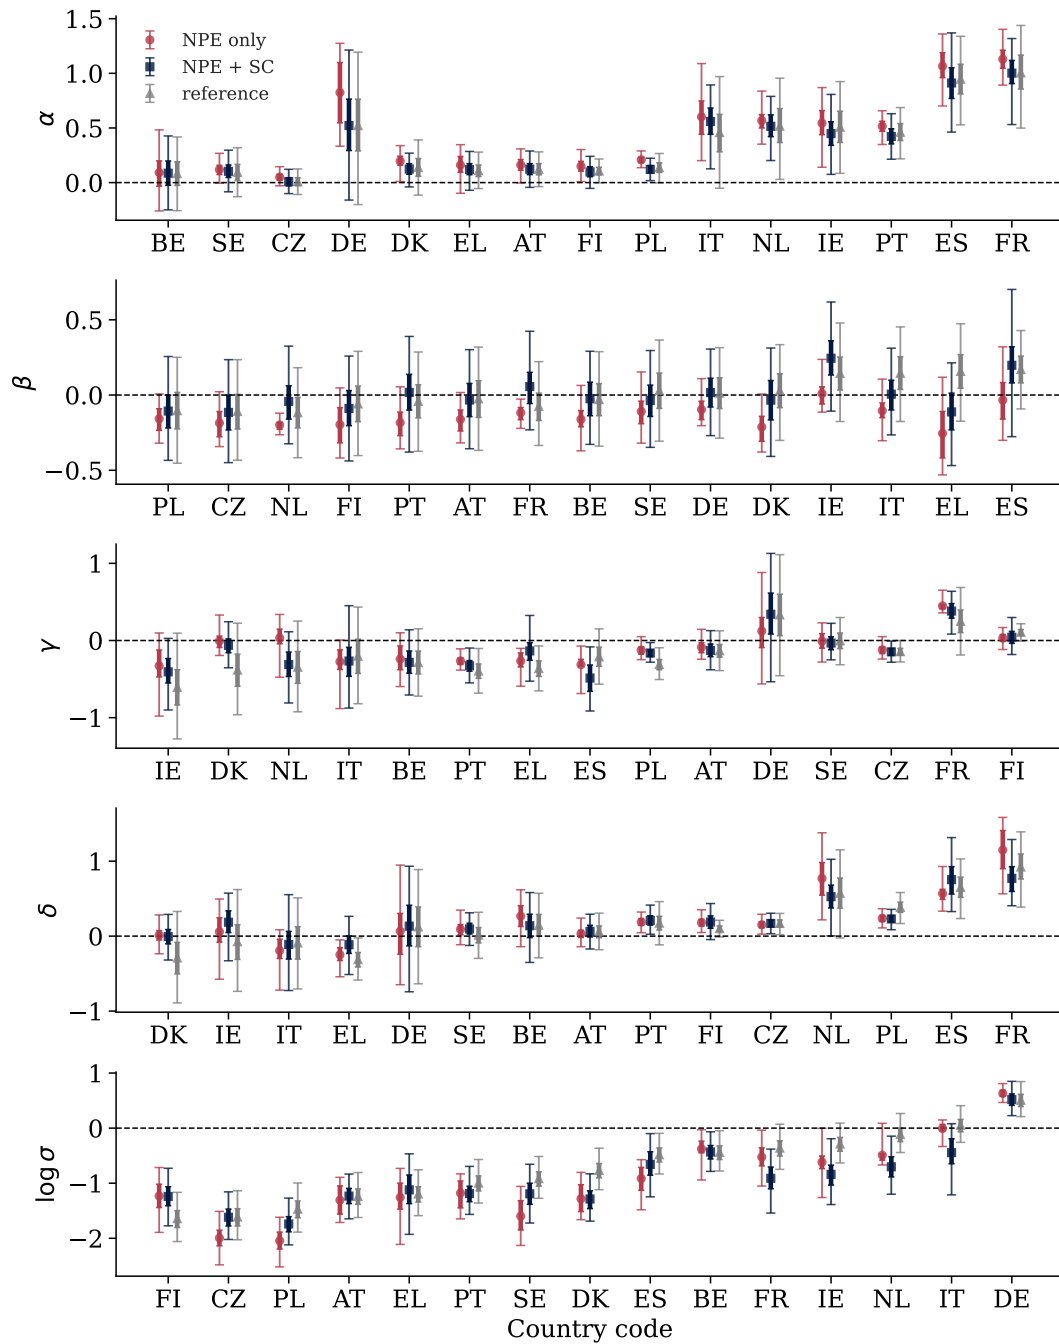 1.5
NPE only
NPE + SC
reference
1.0
0.5
0.0
α
BE SE CZ DE DK EL AT FI PL IT NL IE PT ES FR
0.5
0.0
−0.5
β
PL CZ NL FI PT AT FR BE SE DE DK IE IT EL ES
1
0
−1
γ
IE DK NL IT BE PT EL ES PL AT DE SE CZ FR FI
1
0
−1
δ
DK IE IT EL DE SE BE AT PT FI CZ NL PL ES FR
1
0
−1
−2
log σ
FI CZ PL AT EL PT SE DK ES BE FR IE NL IT DE
Country code